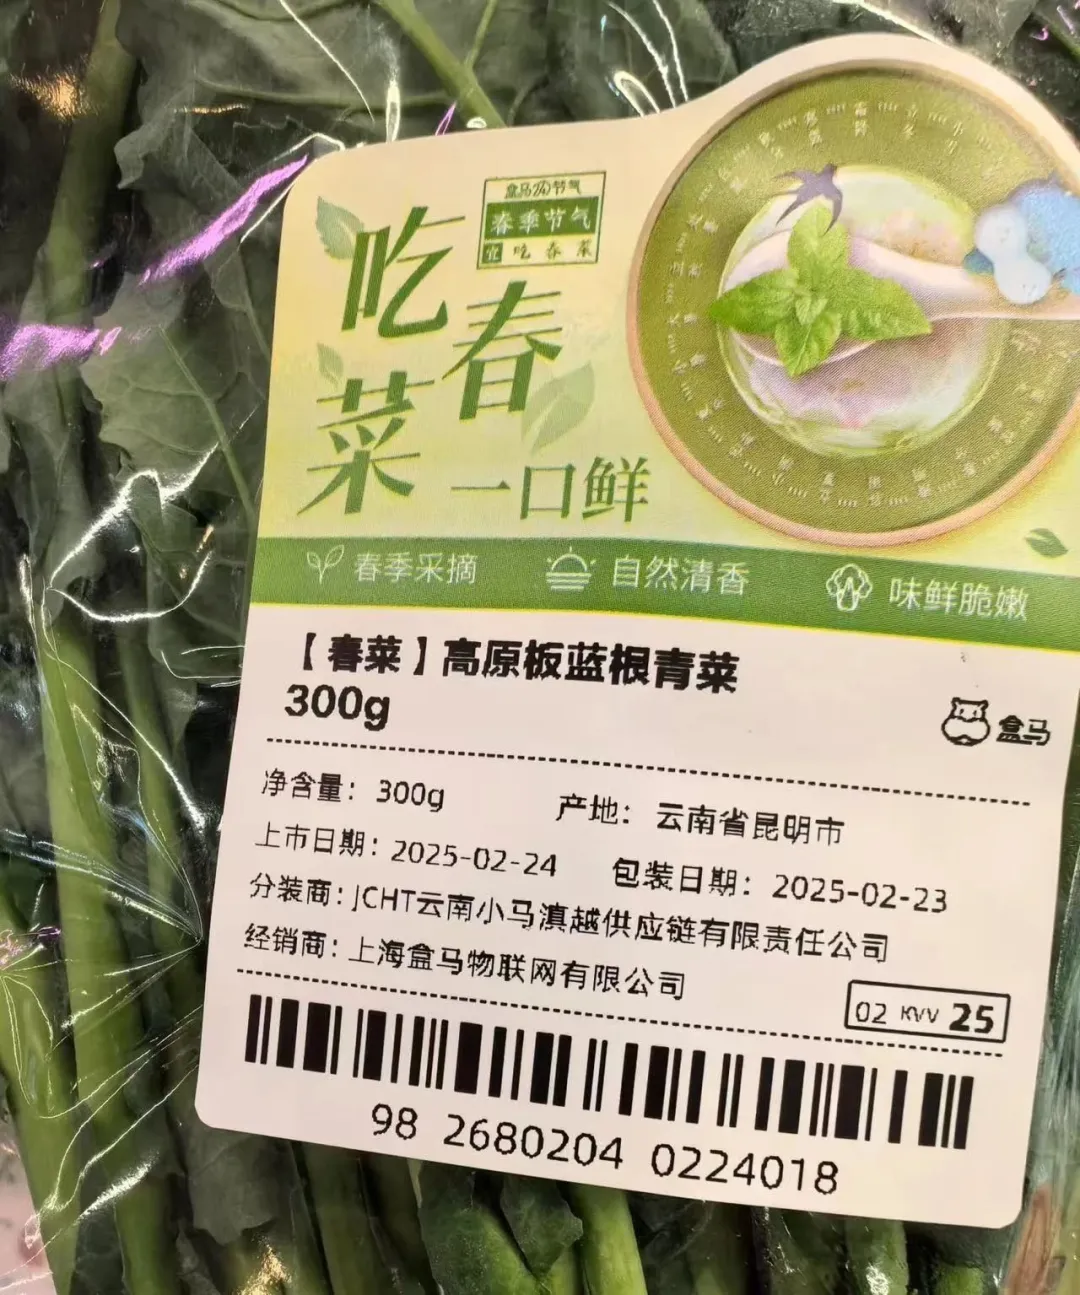 盒马24节气
春季节气
宜吃春菜
吃春菜
一口鲜
春季采摘
自然清香
味鲜脆嫩
【春菜】高原板蓝根青菜
300g
盒马
净含量：300g
产地：云南省昆明市
上市日期：2025-02-24
包装日期：2025-02-23
分装商：JCHT云南小马滇越供应链有限责任公司
经销商：上海盒马物联网有限公司
02 KVV 25
98 2680204 0224018